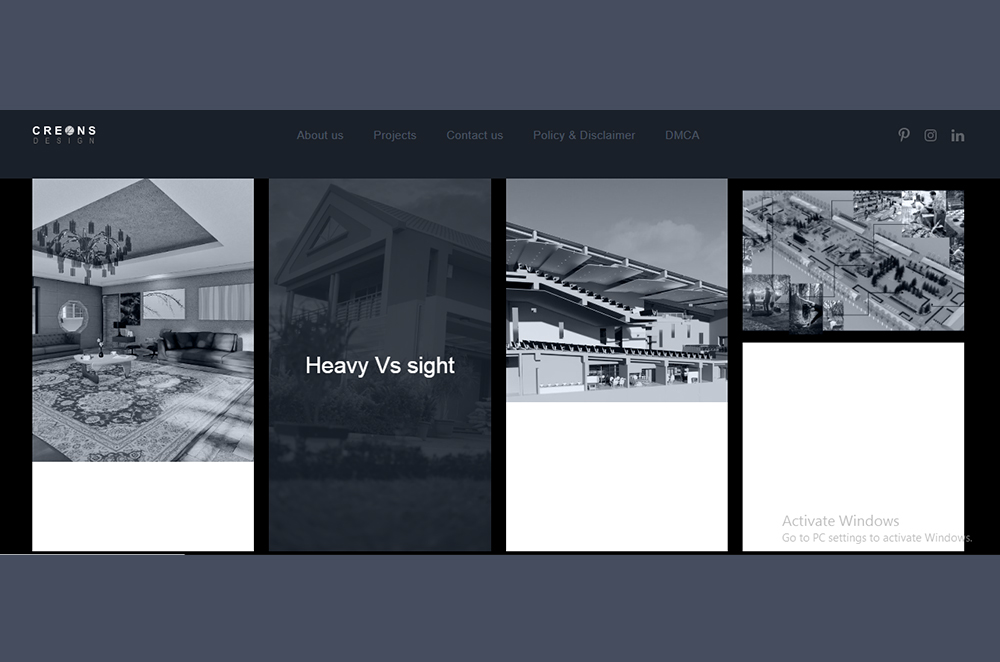 CREONS
DESIGN
About us
Projects
Contact us
Policy & Disclaimer
DMCA
Heavy Vs sight
Activate Windows
Go to PC settings to activate Windows.